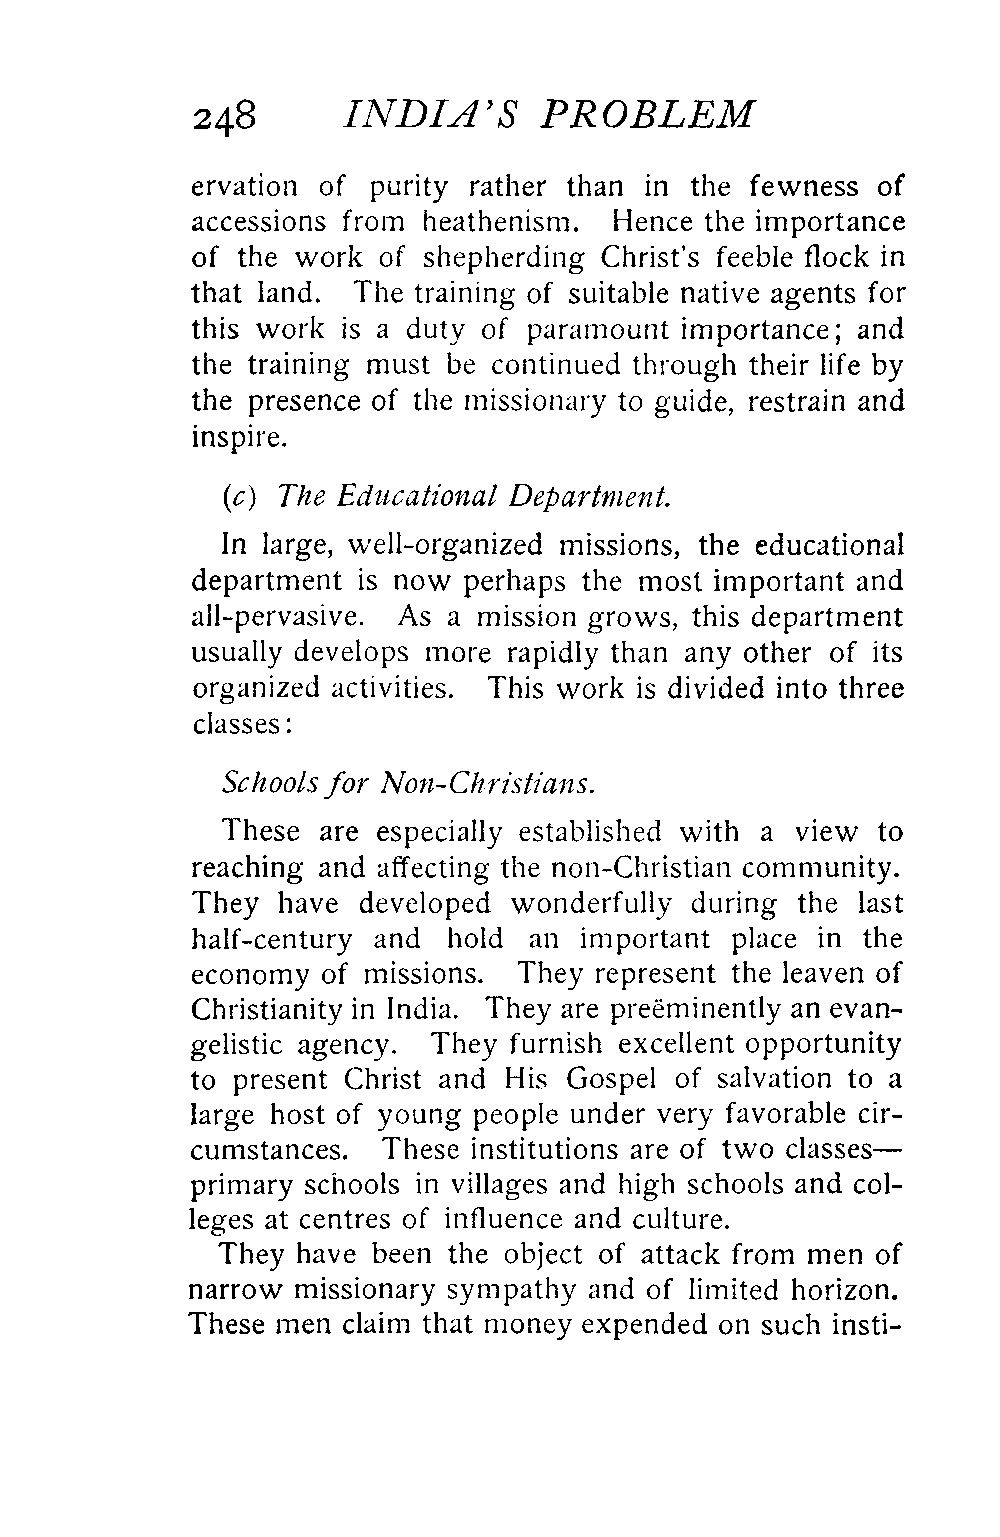 248 INDIA'S PROBLEM
ervation of purity rather than in the fewness of
accessions from heathenism. Hence the importance
of the work of shepherding Christ's feeble flock in
that land. The training of suitable native agents for
this work is a duty of paramount importance; and
the training must be continued through their life by
the presence of the missionary to guide, restrain and
inspire.
(c) The Educational Department.
In large, well-organized missions, the educational
department is now perhaps the most important and
all-pervasive. As a mission grows, this department
usually develops more rapidly than any other of its
organized activities. This work is divided into three
classes:
Schools for Non-Christians.
These are especially established with a view to
reaching and affecting the non-Christian community.
They have developed wonderfully during the last
half-century and hold an important place in the
economy of missions. They represent the leaven of
Christianity in India. They are preëminently an evan-
gelistic agency. They furnish excellent opportunity
to present Christ and His Gospel of salvation to a
large host of young people under very favorable cir-
cumstances. These institutions are of two classes—
primary schools in villages and high schools and col-
leges at centres of influence and culture.
They have been the object of attack from men of
narrow missionary sympathy and of limited horizon.
These men claim that money expended on such insti-